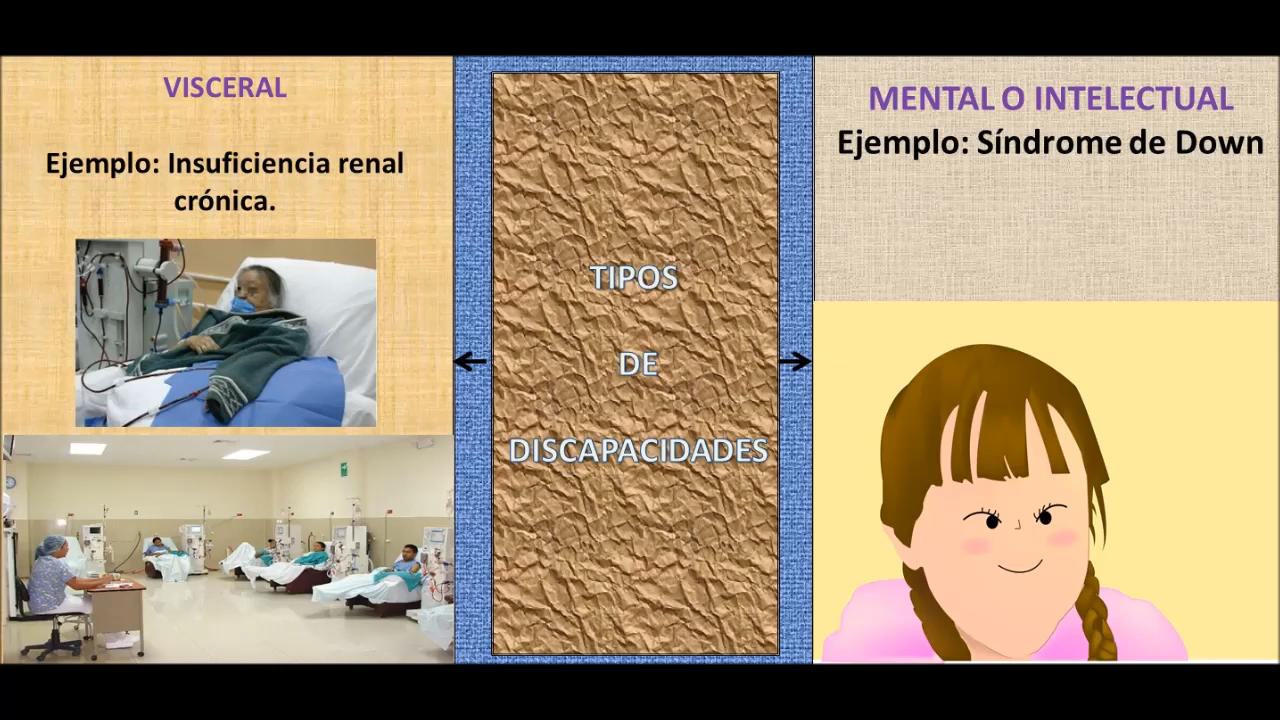 VISCERAL
Ejemplo: Insuficiencia renal
crónica.
TIPOS
DE
DISCAPACIDADES
MENTAL O INTELECTUAL
Ejemplo: Síndrome de Down